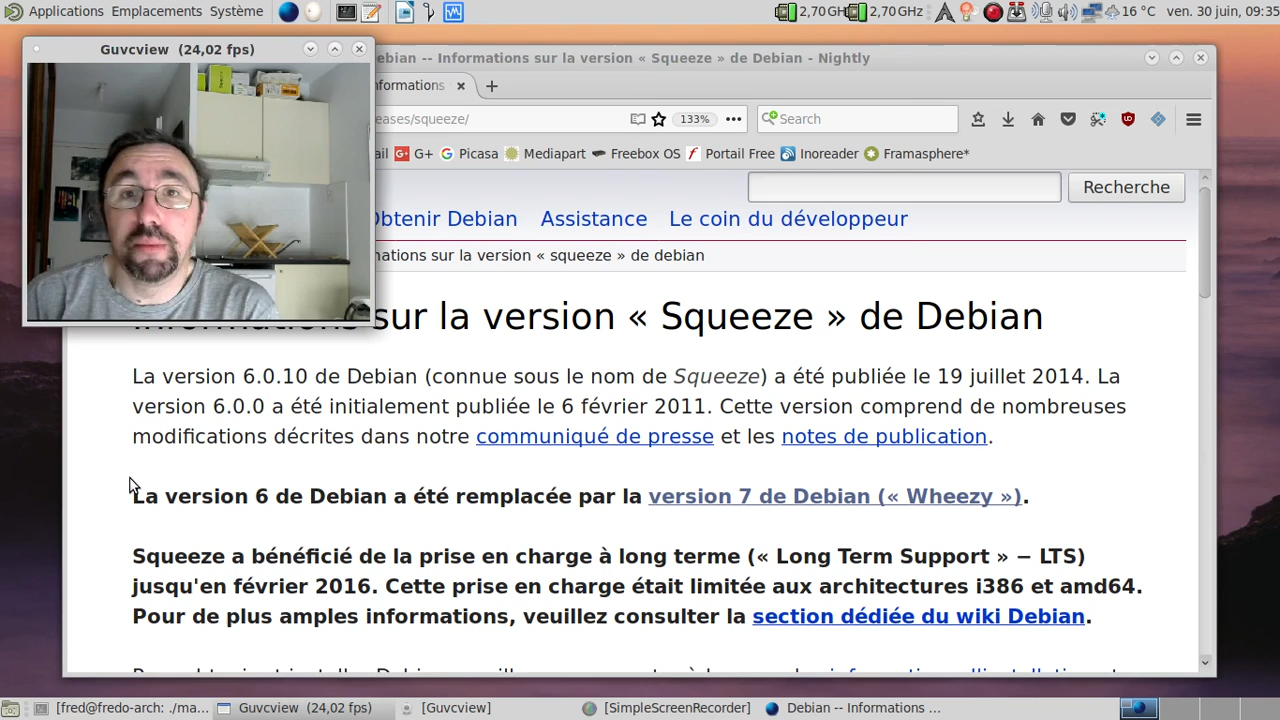 Applications Emplacements Système 2,70 GHz 2,70 GHz 16 °C ven. 30 juin, 09:35
Guvcview (24,02 fps)
ebian -- Informations sur la version « Squeeze » de Debian - Nightly
nformations
eases/squeeze/ 133% Search
ail G+ Picasa Mediapart Freebox OS Portail Free Inoreader Framasphere*
Recherche
Obtenir Debian Assistance Le coin du développeur
mations sur la version « squeeze » de debian
Informations sur la version « Squeeze » de Debian
La version 6.0.10 de Debian (connue sous le nom de Squeeze) a été publiée le 19 juillet 2014. La
version 6.0.0 a été initialement publiée le 6 février 2011. Cette version comprend de nombreuses
modifications décrites dans notre communiqué de presse et les notes de publication.
La version 6 de Debian a été remplacée par la version 7 de Debian (« Wheezy »).
Squeeze a bénéficié de la prise en charge à long terme (« Long Term Support » − LTS)
jusqu'en février 2016. Cette prise en charge était limitée aux architectures i386 et amd64.
Pour de plus amples informations, veuillez consulter la section dédiée du wiki Debian.
[fred@fredo-arch: ./ma... Guvcview (24,02 fps) [Guvcview] [SimpleScreenRecorder] Debian -- Informations ...